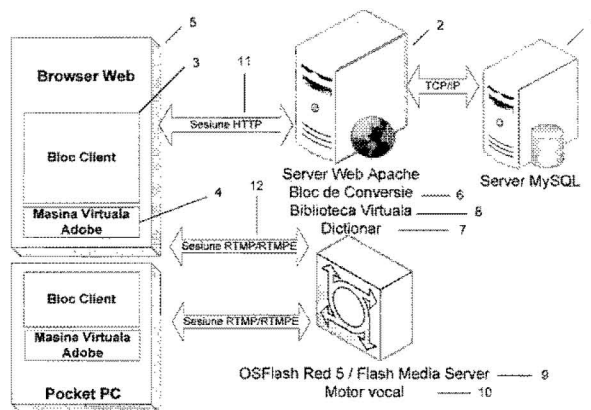 5
2
3
11
Browser Web
Sesiune HTTP
TCP/IP
Bloc Client
Masina Virtuala
Adobe
4
12
Server Web Apache
Bloc de Conversie
6
Biblioteca Virtuala
8
Dictionar
7
Server MySQL
Sesiune RTMP/RTMPE
Bloc Client
Masina Virtuala
Adobe
Sesiune RTMP/RTMPE
Pocket PC
OSFlash Red 5 / Flash Media Server
9
Motor vocal
10